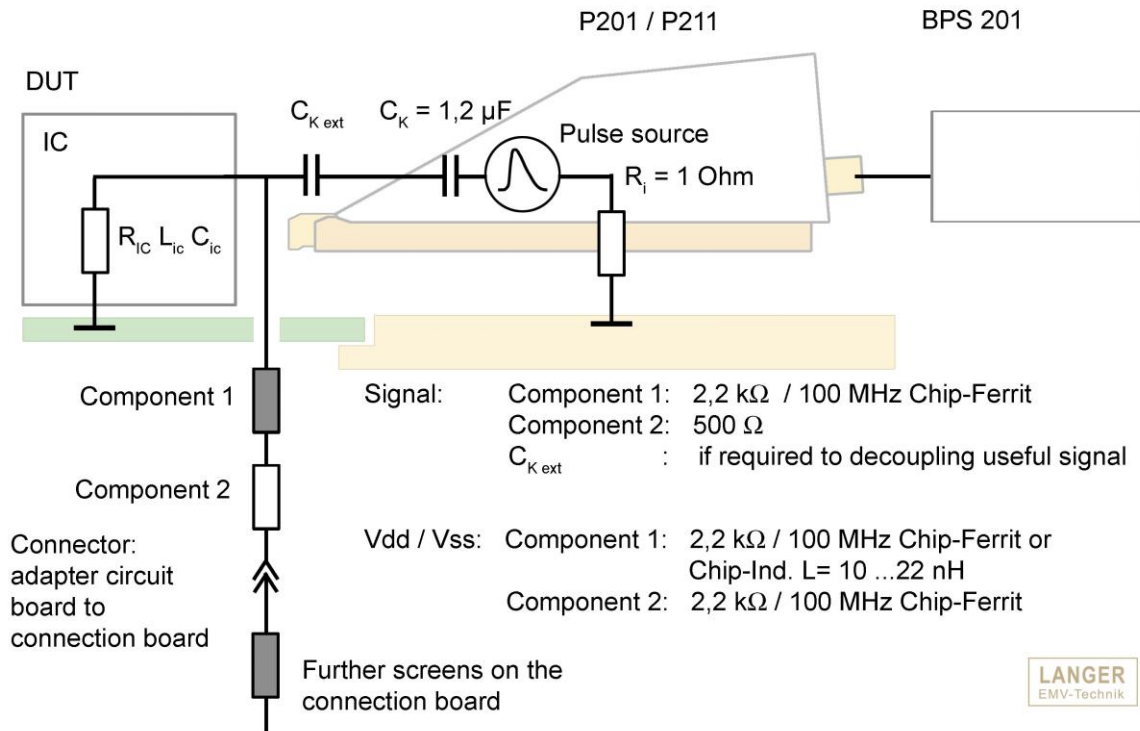 P201 / P211
BPS 201
DUT
IC
C_K ext
C_K = 1,2 µF
Pulse source
R_i = 1 Ohm
R_IC L_ic C_ic
Component 1
Component 2
Connector:
adapter circuit
board to
connection board
Further screens on the
connection board
Signal: Component 1: 2,2 kΩ / 100 MHz Chip-Ferrit
Component 2: 500 Ω
C_K ext : if required to decoupling useful signal
Vdd / Vss: Component 1: 2,2 kΩ / 100 MHz Chip-Ferrit or
Chip-Ind. L= 10 ...22 nH
Component 2: 2,2 kΩ / 100 MHz Chip-Ferrit
LANGER
EMV-Technik